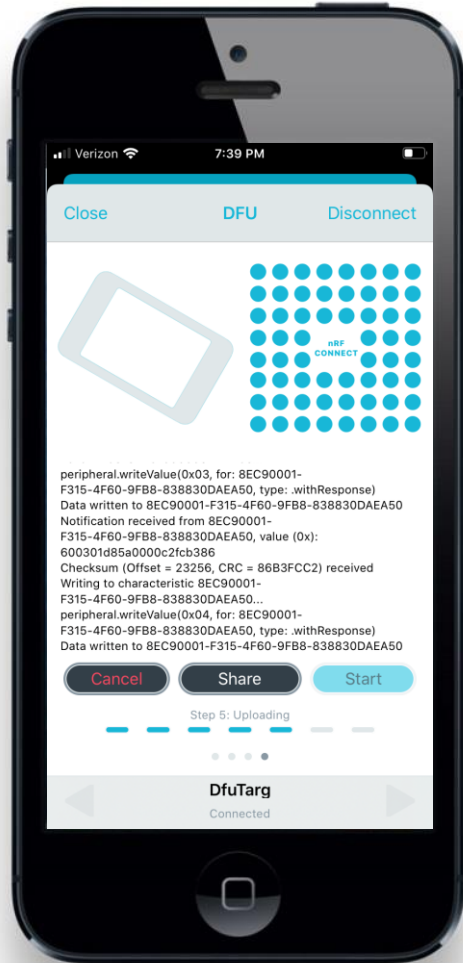 Verizon 7:39 PM
Close DFU Disconnect
nRF
CONNECT
peripheral.writeValue(0x03, for: 8EC90001-
F315-4F60-9FB8-838830DAEA50, type: .withResponse)
Data written to 8EC90001-F315-4F60-9FB8-838830DAEA50
Notification received from 8EC90001-
F315-4F60-9FB8-838830DAEA50, value (0x):
600301d85a0000c2fcb386
Checksum (Offset = 23256, CRC = 86B3FCC2) received
Writing to characteristic 8EC90001-
F315-4F60-9FB8-838830DAEA50...
peripheral.writeValue(0x04, for: 8EC90001-
F315-4F60-9FB8-838830DAEA50, type: .withResponse)
Data written to 8EC90001-F315-4F60-9FB8-838830DAEA50
Cancel Share Start
Step 5: Uploading
DfuTarg
Connected